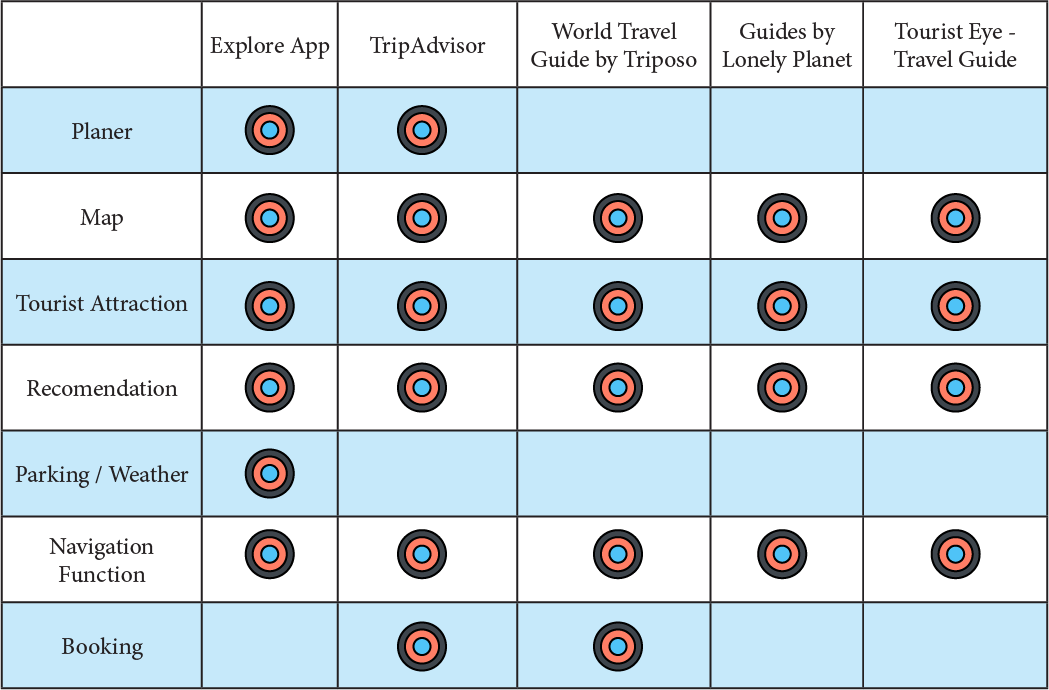 Explore App
TripAdvisor
World Travel
Guide by Triposo
Guides by
Lonely Planet
Tourist Eye -
Travel Guide
Planer
Map
Tourist Attraction
Recomendation
Parking / Weather
Navigation
Function
Booking